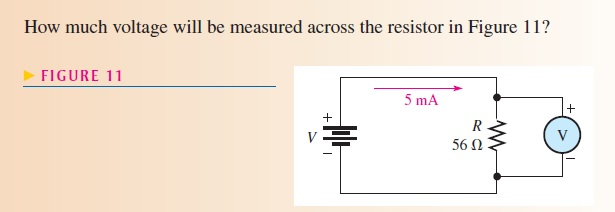 How much voltage will be measured across the resistor in Figure 11?
▶ FIGURE 11
5 mA
+
V
−
R
56 Ω
+
V
−